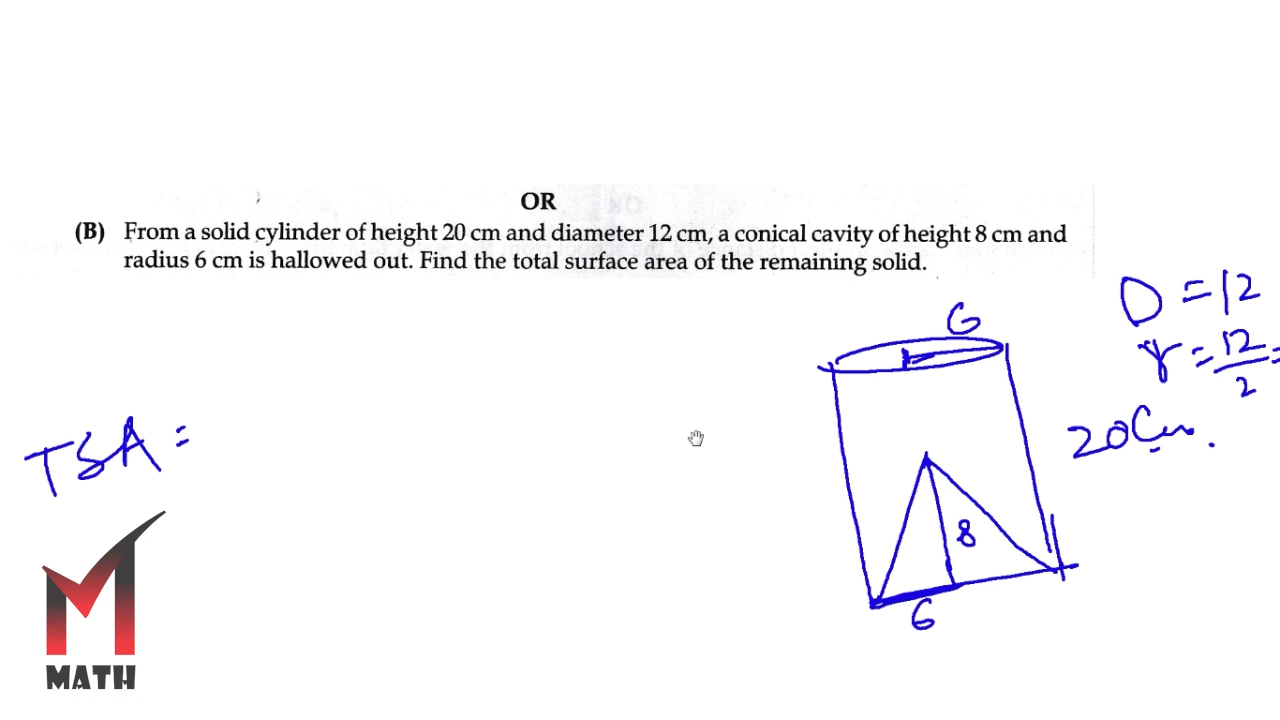 OR
(B) From a solid cylinder of height 20 cm and diameter 12 cm, a conical cavity of height 8 cm and
radius 6 cm is hallowed out. Find the total surface area of the remaining solid.
D = 12
6
r = 12/2 =
20 Cm.
TSA =
8
6
M
MATH